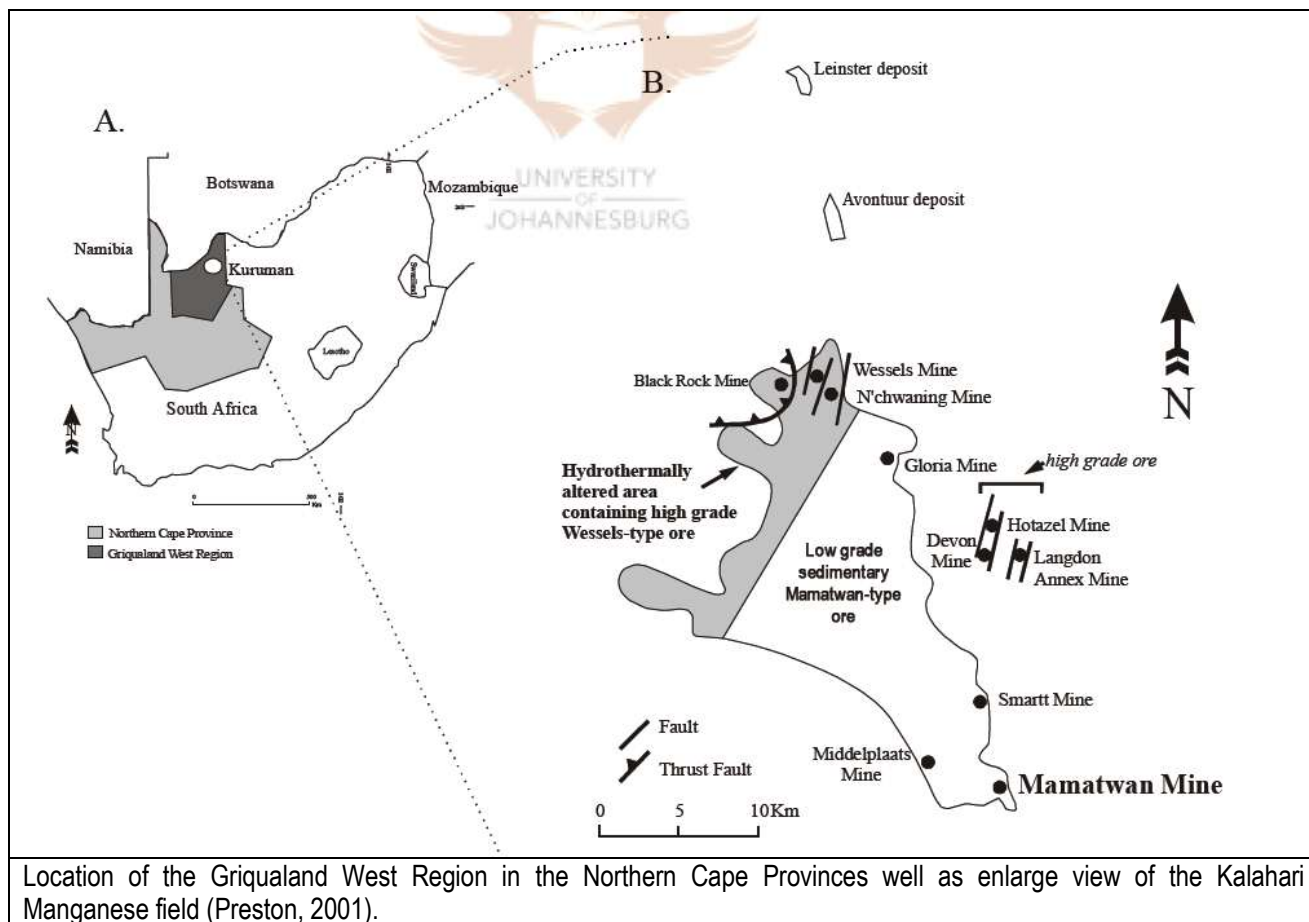 A.
B.
UNIVERSITY
OF
JOHANNESBURG
Botswana
Namibia
Mozambique
Kuruman
Swaziland
Lesotho
South Africa
N
0 500
Km
Northern Cape Province
Griqualand West Region
Leinster deposit
Avontuur deposit
N
Black Rock Mine
Wessels Mine
N'chwaning Mine
Hydrothermally
altered area
containing high grade
Wessels-type ore
Gloria Mine
high grade ore
Hotazel Mine
Devon
Mine
Langdon
Annex Mine
Low grade
sedimentary
Mamatwan-type
ore
Smartt Mine
Middelplaats
Mine
Mamatwan Mine
Fault
Thrust Fault
0 5 10Km
Location of the Griqualand West Region in the Northern Cape Provinces well as enlarge view of the Kalahari
Manganese field (Preston, 2001).